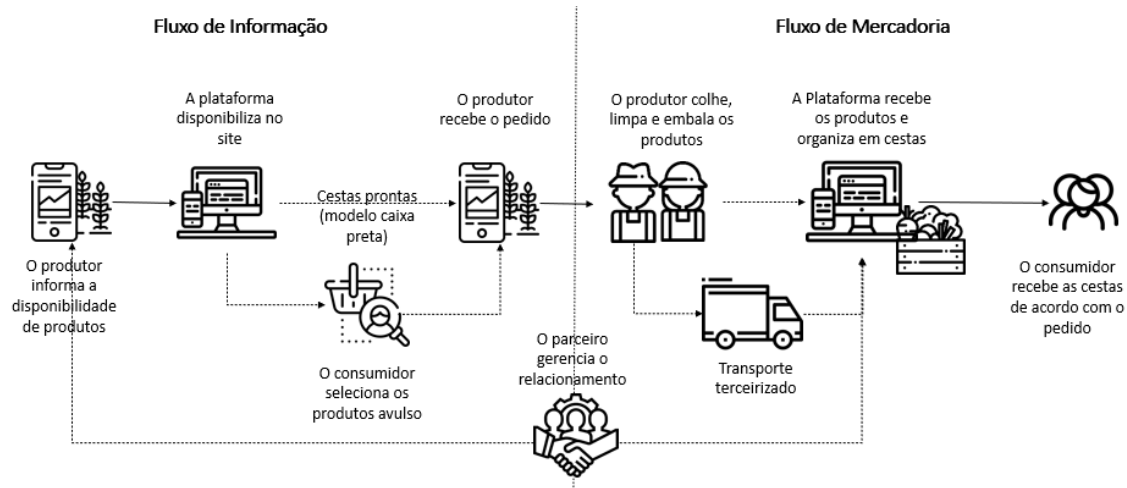 Fluxo de Informação
Fluxo de Mercadoria
A plataforma
disponibiliza no
site
O produtor
recebe o pedido
O produtor colhe,
limpa e embala os
produtos
A Plataforma recebe
os produtos e
organiza em cestas
Cestas prontas
(modelo caixa
preta)
O produtor
informa a
disponibilidade
de produtos
O consumidor
seleciona os
produtos avulso
O parceiro
gerencia o
relacionamento
Transporte
terceirizado
O consumidor
recebe as cestas
de acordo com o
pedido